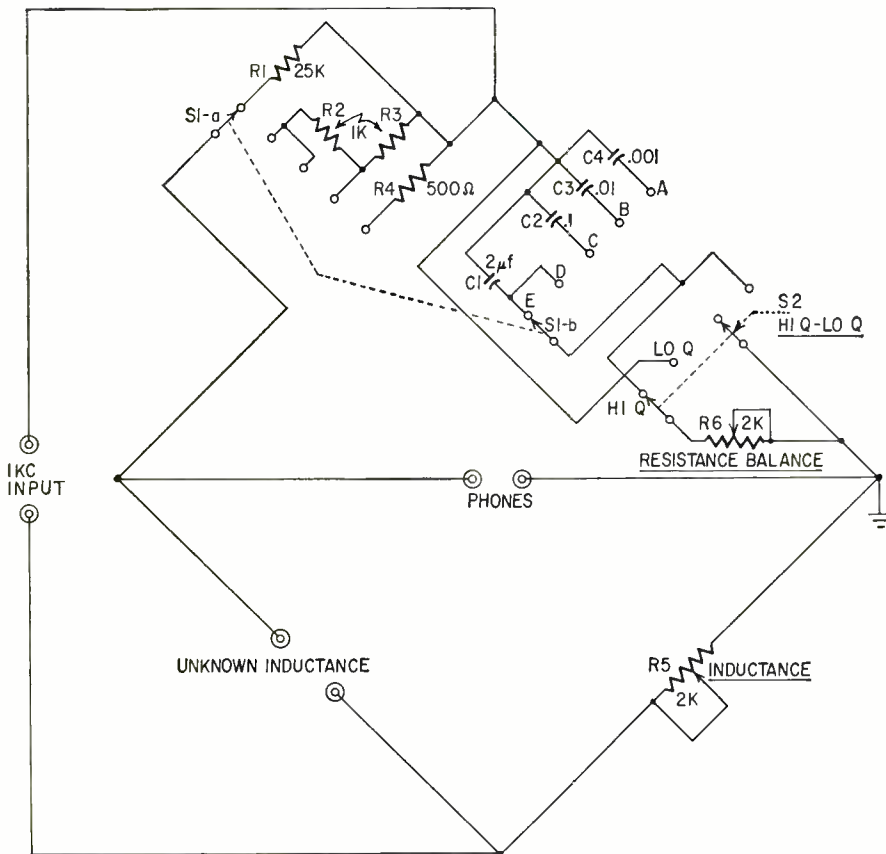 R1
25K
S1-a
R2
R3
1K
R4
500Ω
C4
.001
A
C3
.01
B
C2
.1
C
2μf
C1
D
E
S1-b
S2
HI Q-LO Q
LO Q
HI Q
R6
2K
RESISTANCE BALANCE
1KC
INPUT
PHONES
UNKNOWN INDUCTANCE
R5
INDUCTANCE
2K